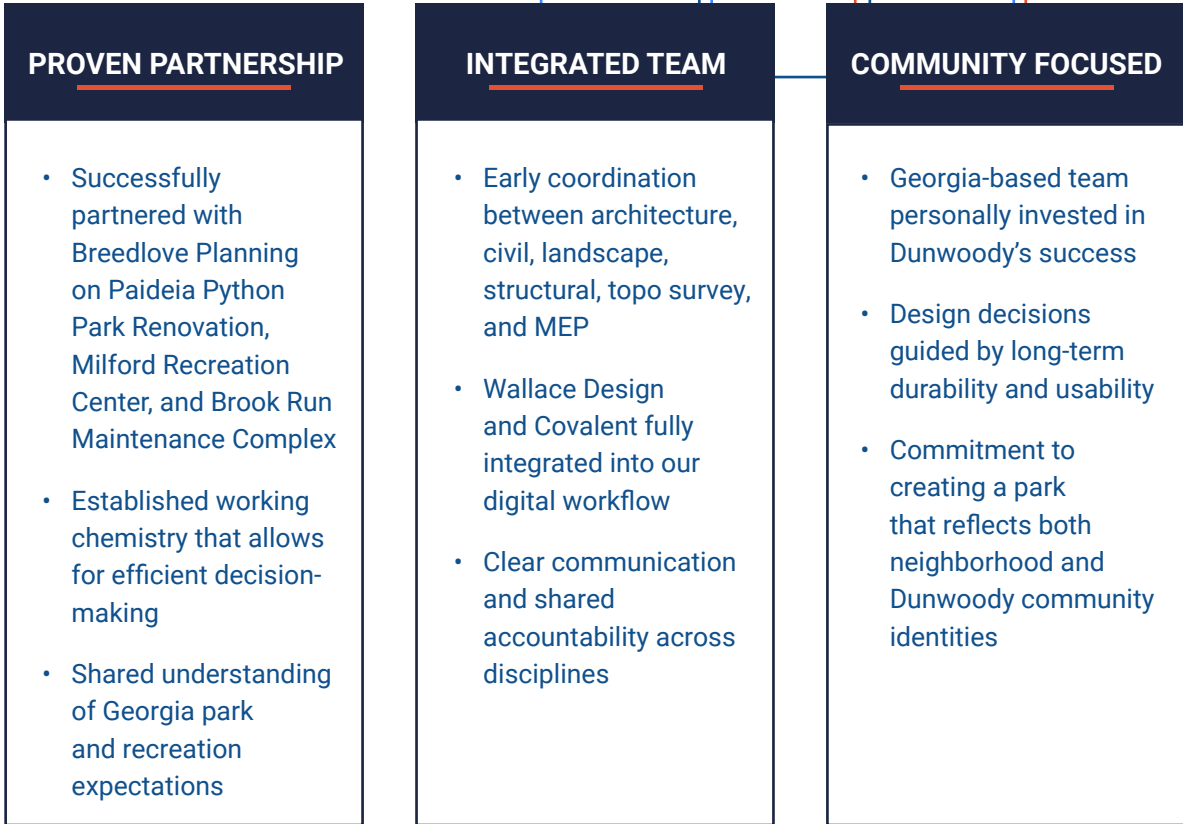 PROVEN PARTNERSHIP
• Successfully
partnered with
Breedlove Planning
on Paideia Python
Park Renovation,
Milford Recreation
Center, and Brook Run
Maintenance Complex
• Established working
chemistry that allows
for efficient decision-
making
• Shared understanding
of Georgia park
and recreation
expectations
INTEGRATED TEAM
• Early coordination
between architecture,
civil, landscape,
structural, topo survey,
and MEP
• Wallace Design
and Covalent fully
integrated into our
digital workflow
• Clear communication
and shared
accountability across
disciplines
COMMUNITY FOCUSED
• Georgia-based team
personally invested in
Dunwoody’s success
• Design decisions
guided by long-term
durability and usability
• Commitment to
creating a park
that reflects both
neighborhood and
Dunwoody community
identities